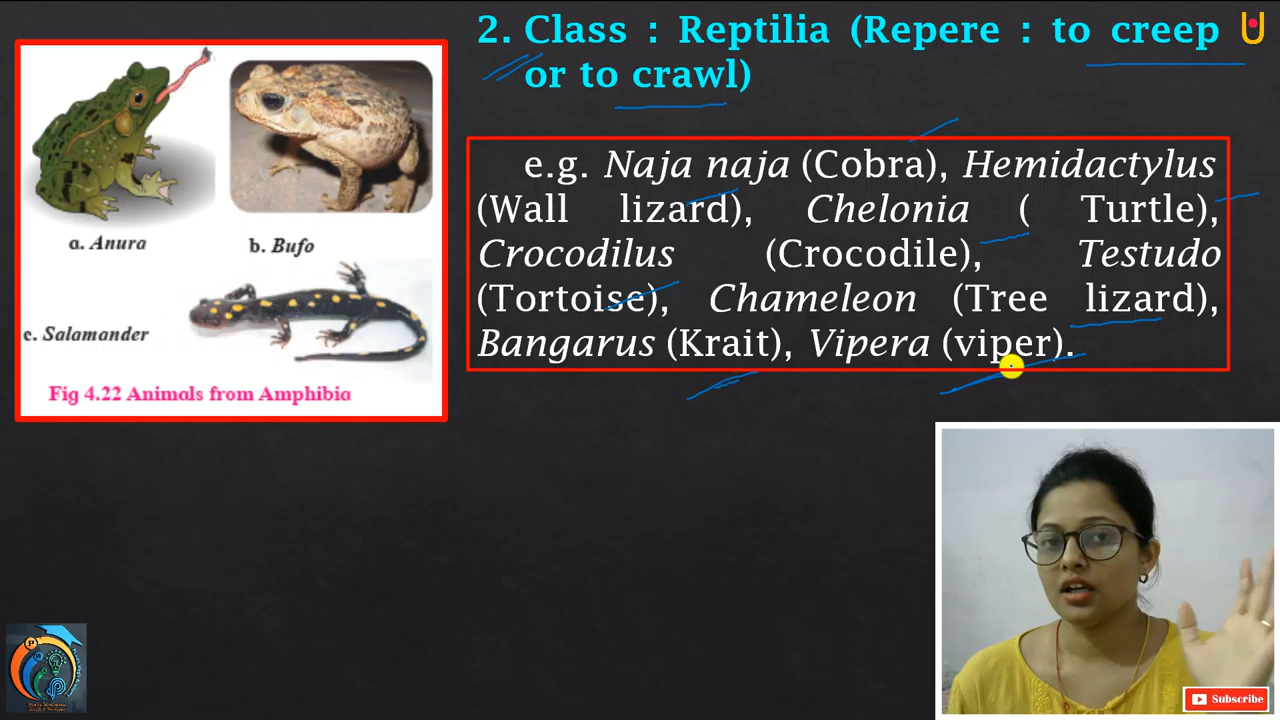 2. Class : Reptilia (Repere : to creep
or to crawl)
e.g. Naja naja (Cobra), Hemidactylus
(Wall lizard), Chelonia ( Turtle),
Crocodilus (Crocodile), Testudo
(Tortoise), Chameleon (Tree lizard),
Bangarus (Krait), Vipera (viper).
a. Anura
b. Bufo
c. Salamander
Fig 4.22 Animals from Amphibia
Subscribe